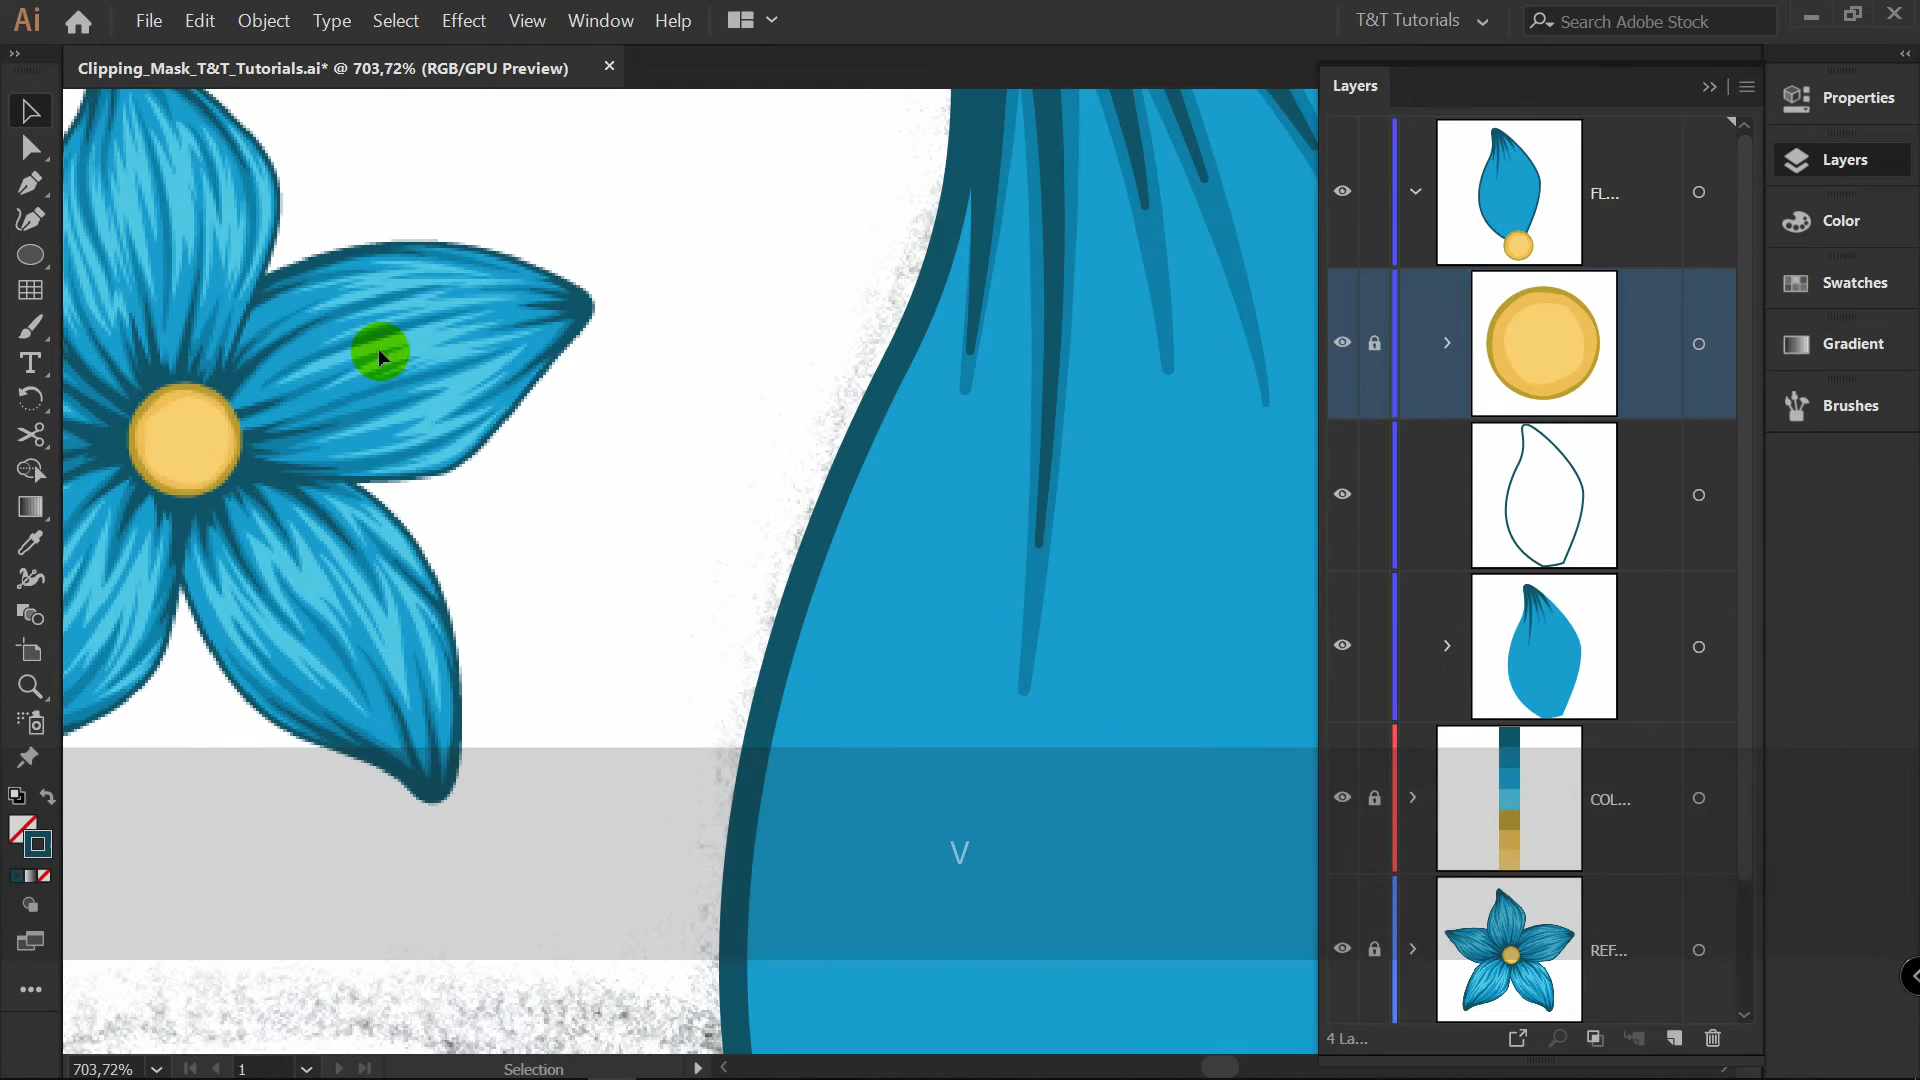 Ai File Edit Object Type Select Effect View Window Help T&T Tutorials Search Adobe Stock
Clipping_Mask_T&T_Tutorials.ai* @ 703,72% (RGB/GPU Preview)
Layers
Properties
Layers
Color
Swatches
Gradient
Brushes
FL...
COL...
REF...
V
4 La...
703,72% 1 Selection